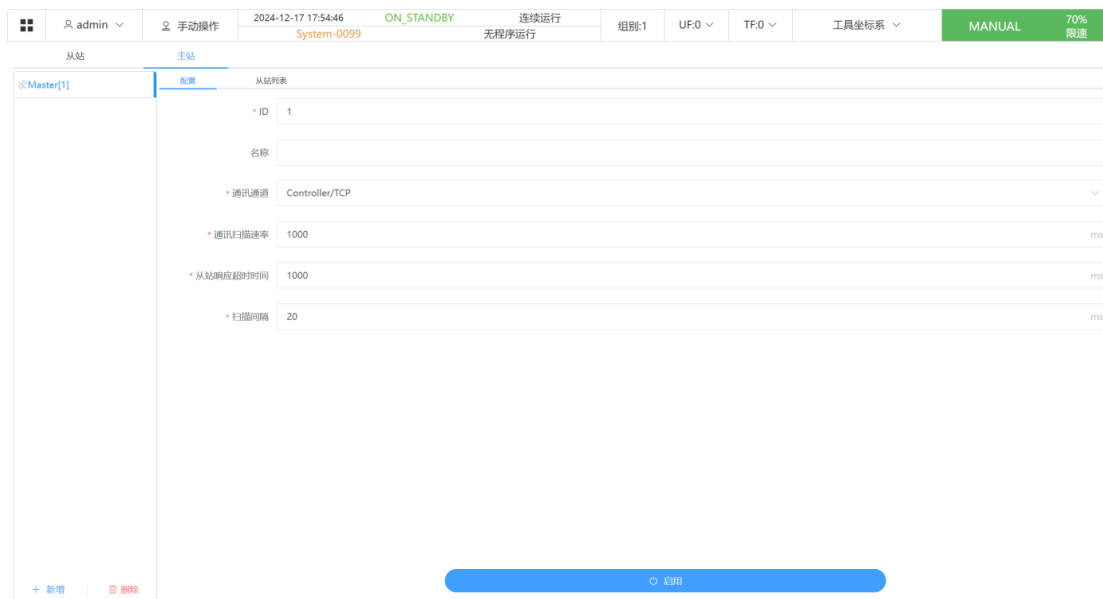 admin 手动操作 2024-12-17 17:54:46 ON_STANDBY 连续运行 组别:1 UF:0 TF:0 工具坐标系 MANUAL 70%
System-0099 无程序运行 限速
从站 主站
Master[1] 配置 从站列表
* ID 1
名称
* 通讯通道 Controller/TCP
* 通讯扫描速率 1000 ms
* 从站响应超时时间 1000 ms
* 扫描间隔 20 ms
+ 新增 删除 启用